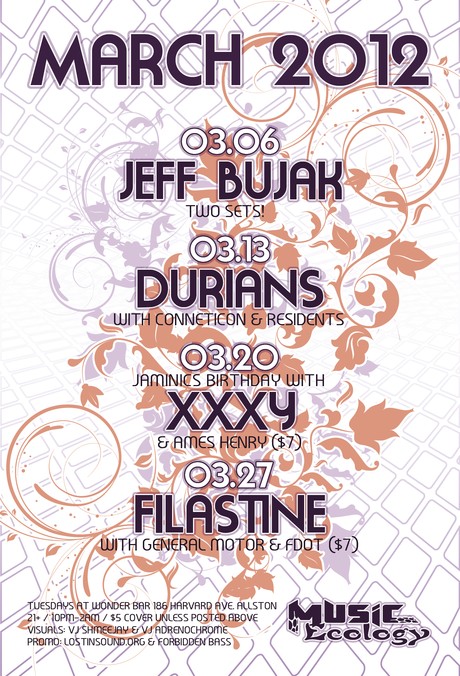 MARCH 2012
03.06
JEFF BUJAK
TWO SETS!
03.13
DURIANS
WITH CONNETICON & RESIDENTS
03.20
JAMINICS BIRTHDAY WITH
XXXY
& AMES HENRY ($7)
03.27
FILASTINE
WITH GENERAL MOTOR & FDOT ($7)
TUESDAYS AT WONDER BAR 186 HARVARD AVE. ALLSTON
21+ / 10PM-2AM / $5 COVER UNLESS POSTED ABOVE
VISUALS: VJ SHMEEJAY & VJ ADRENOCHROME
PROMO: LOSTINSOUND.ORG & FORBIDDEN BASS
MUSIC
Ecology